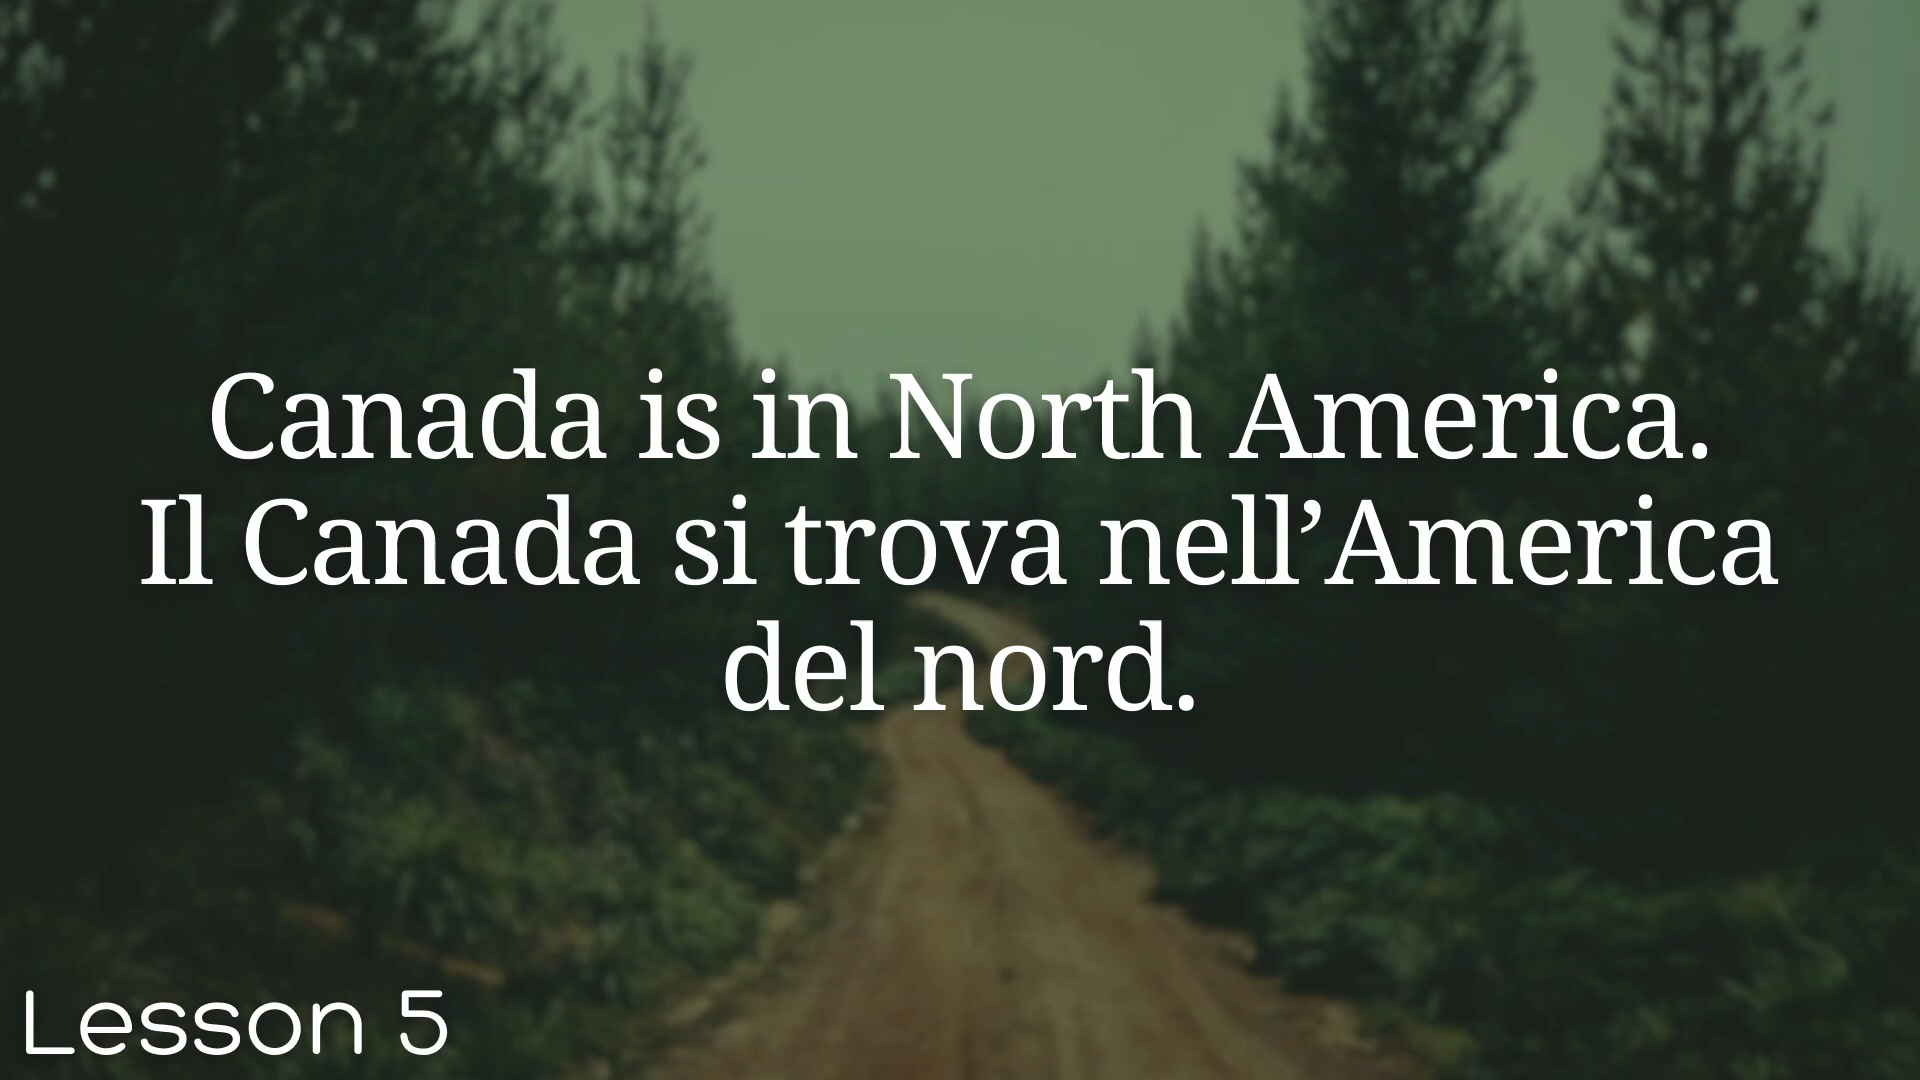 Canada is in North America.
Il Canada si trova nell’America
del nord.
Lesson 5